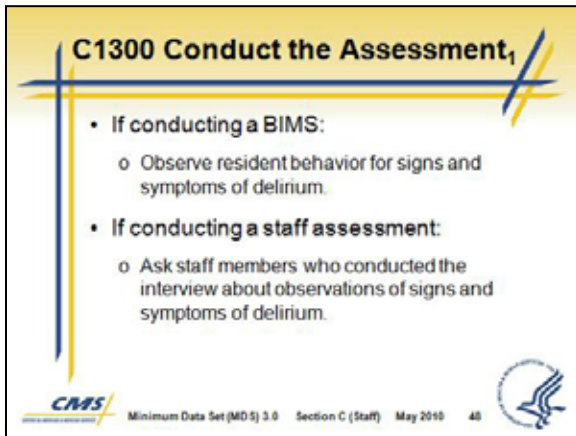 C1300 Conduct the Assessment₁
• If conducting a BIMS:
o Observe resident behavior for signs and
symptoms of delirium.
• If conducting a staff assessment:
o Ask staff members who conducted the
interview about observations of signs and
symptoms of delirium.
CMS
Minimum Data Set (MDS) 3.0 Section C (Staff) May 2010 48